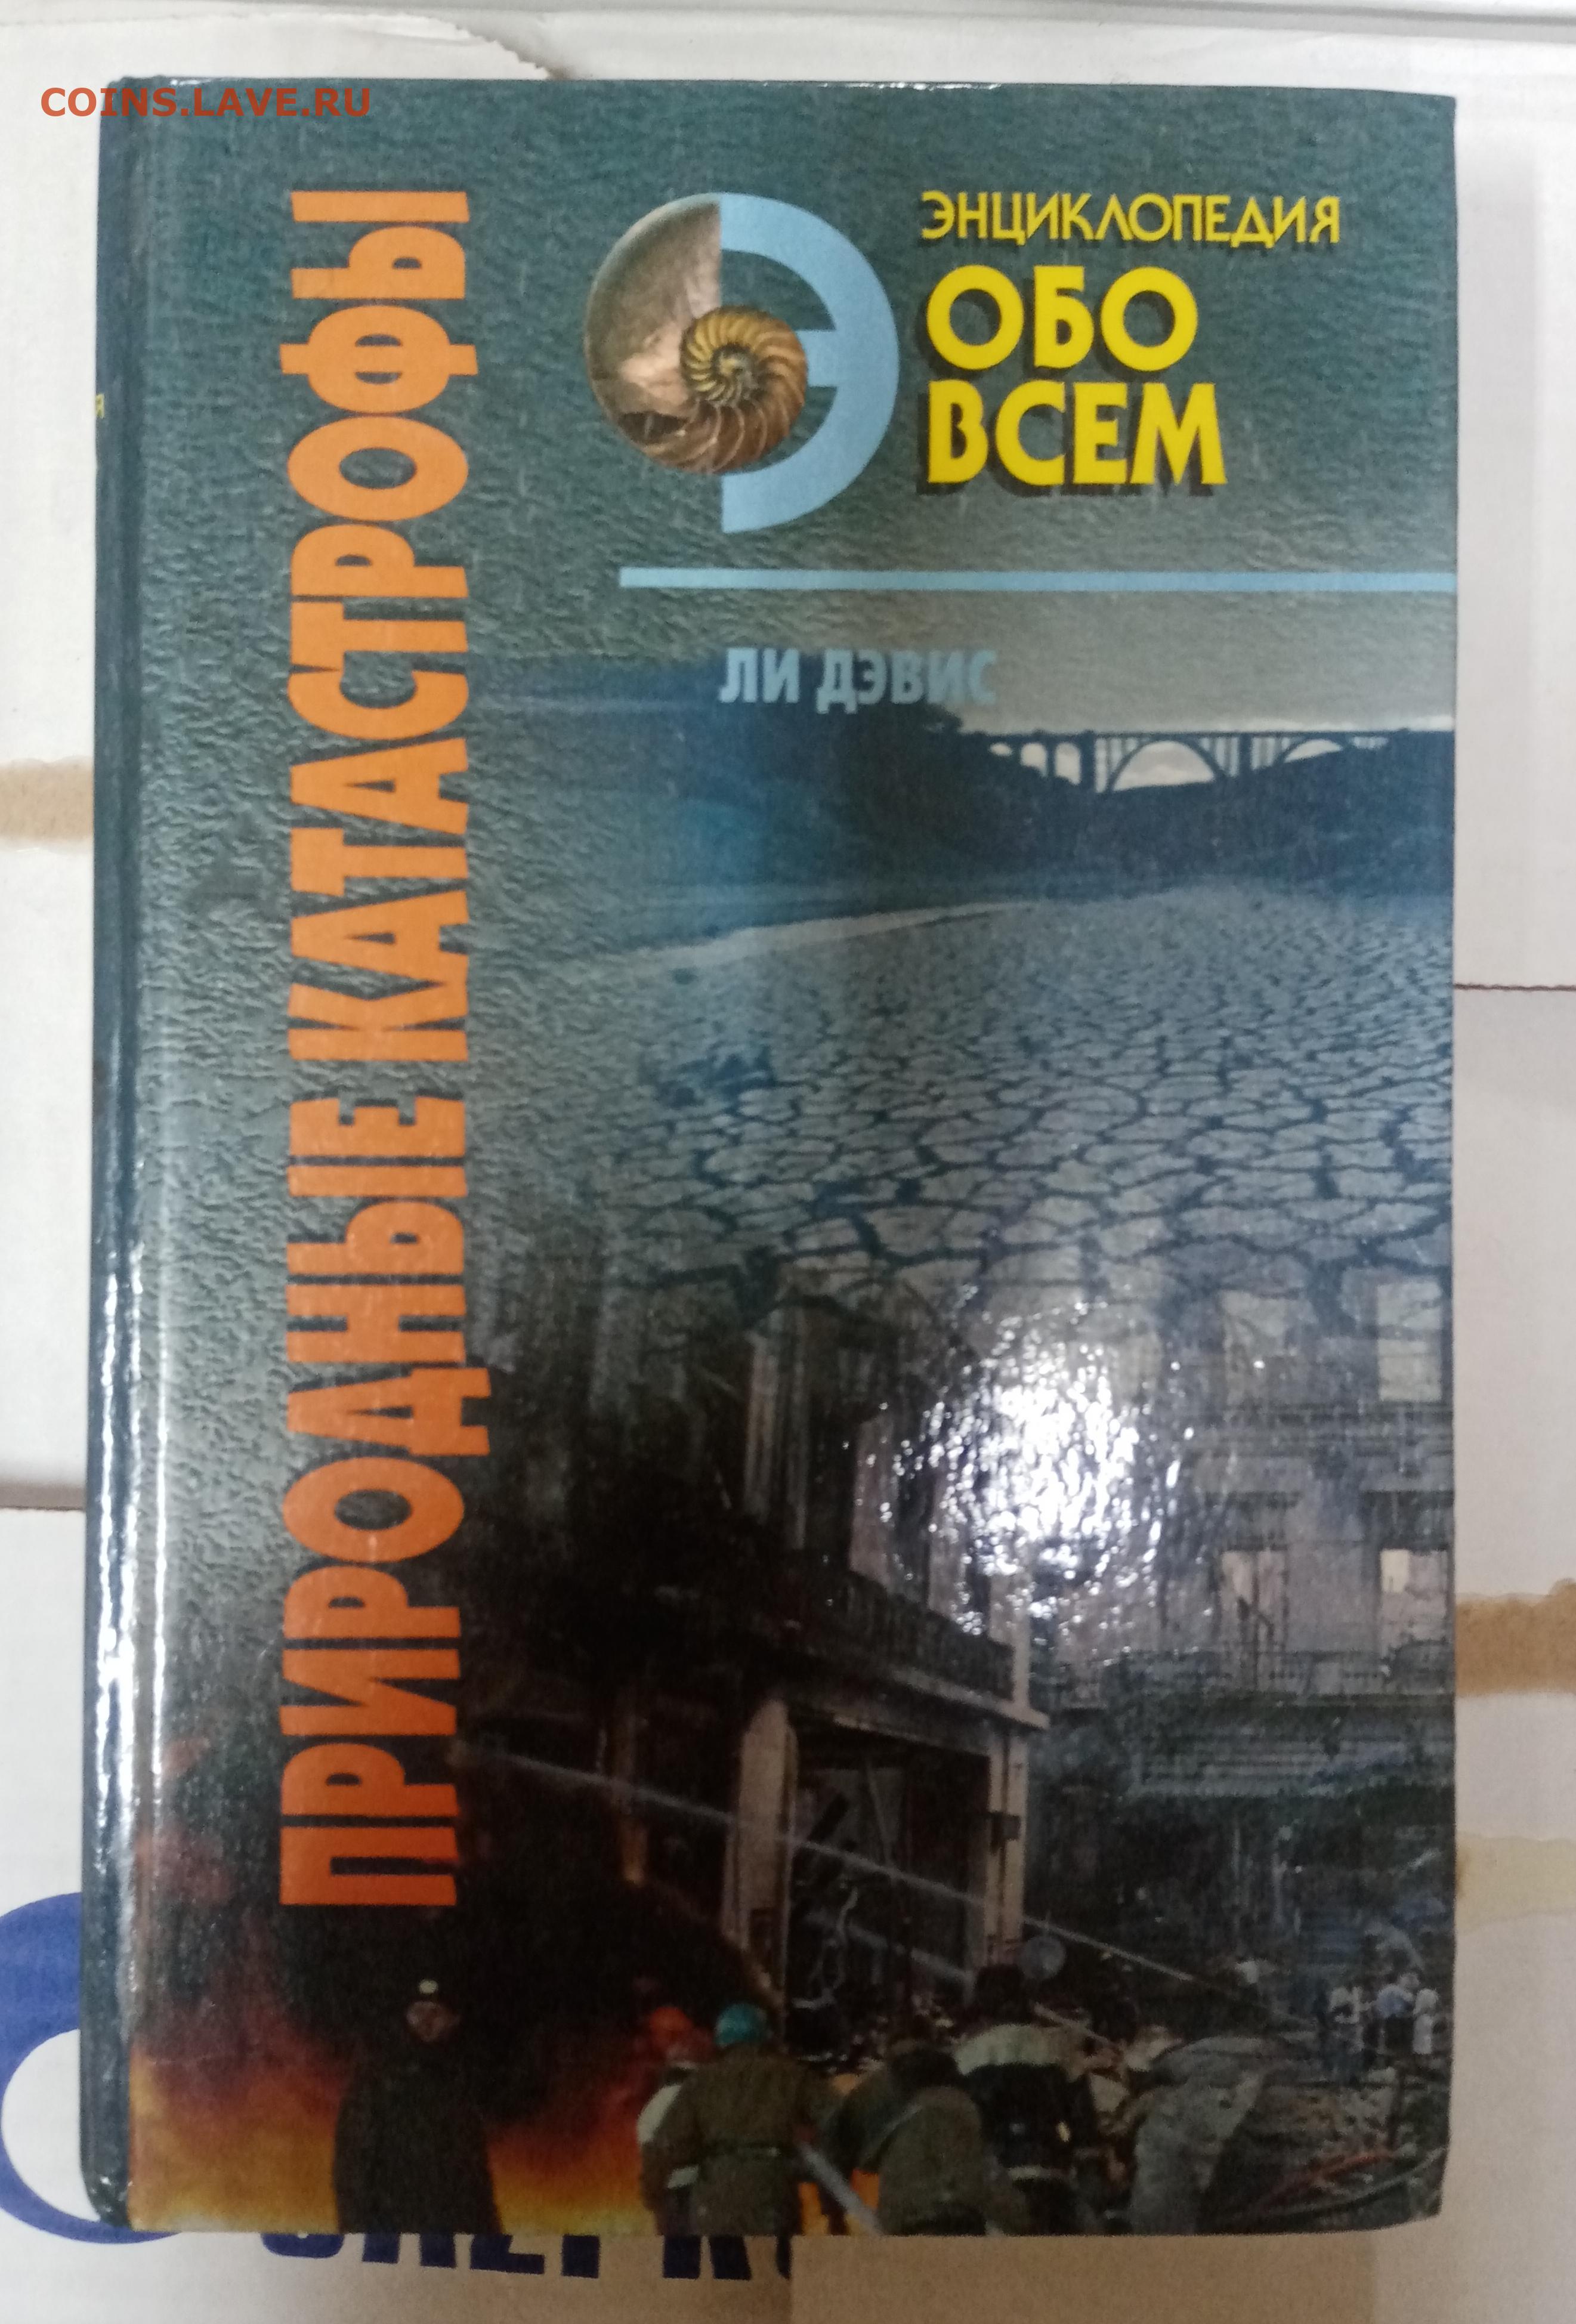 COINS.LAVE.RU
ЭНЦИКЛОПЕДИЯ
ОБО
ВСЕМ
ЛИ ДЭВИС
ПРИРОДНЫЕ КАТАСТРОФЫ